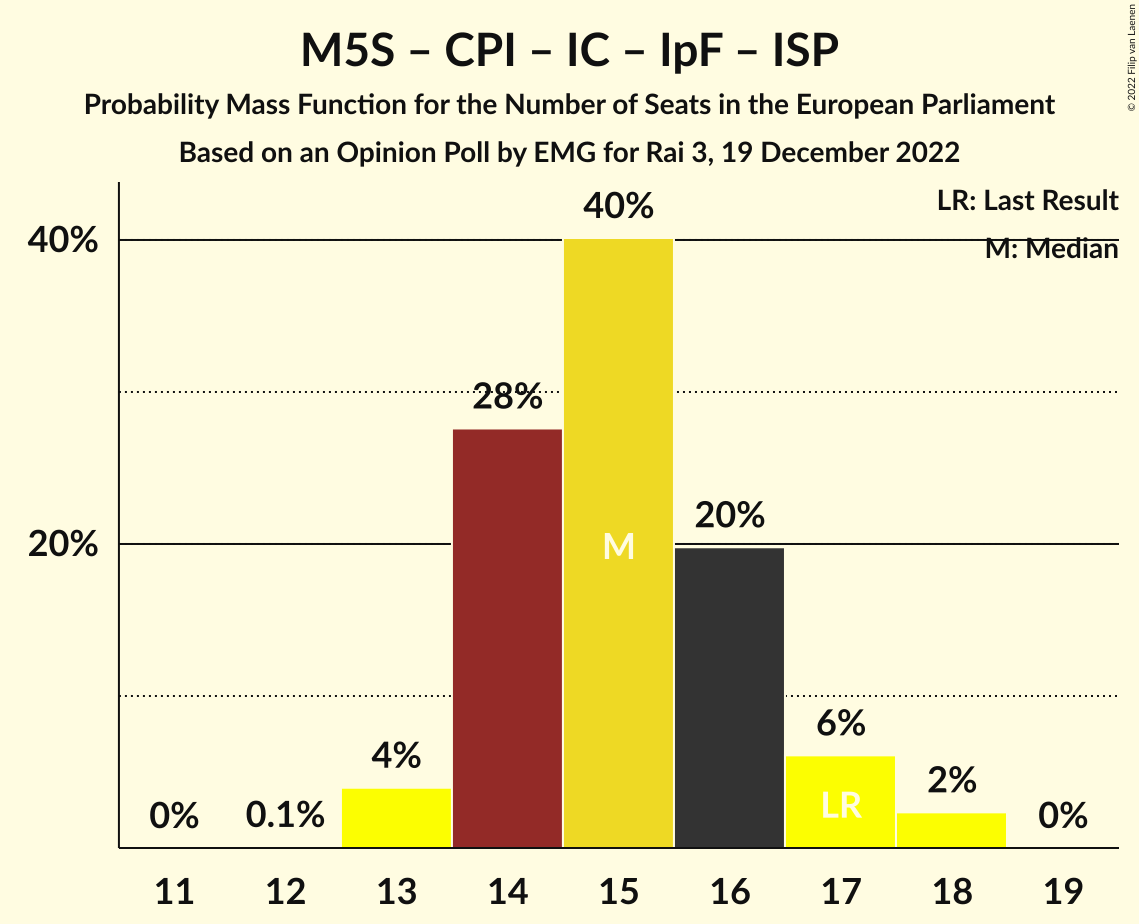 M5S – CPI – IC – IpF – ISP
Probability Mass Function for the Number of Seats in the European Parliament
Based on an Opinion Poll by EMG for Rai 3, 19 December 2022
© 2022 Filip van Laenen
LR: Last Result
M: Median
40%
20%
0%
0.1%
4%
28%
40%
20%
6%
2%
0%
M
LR
11 12 13 14 15 16 17 18 19